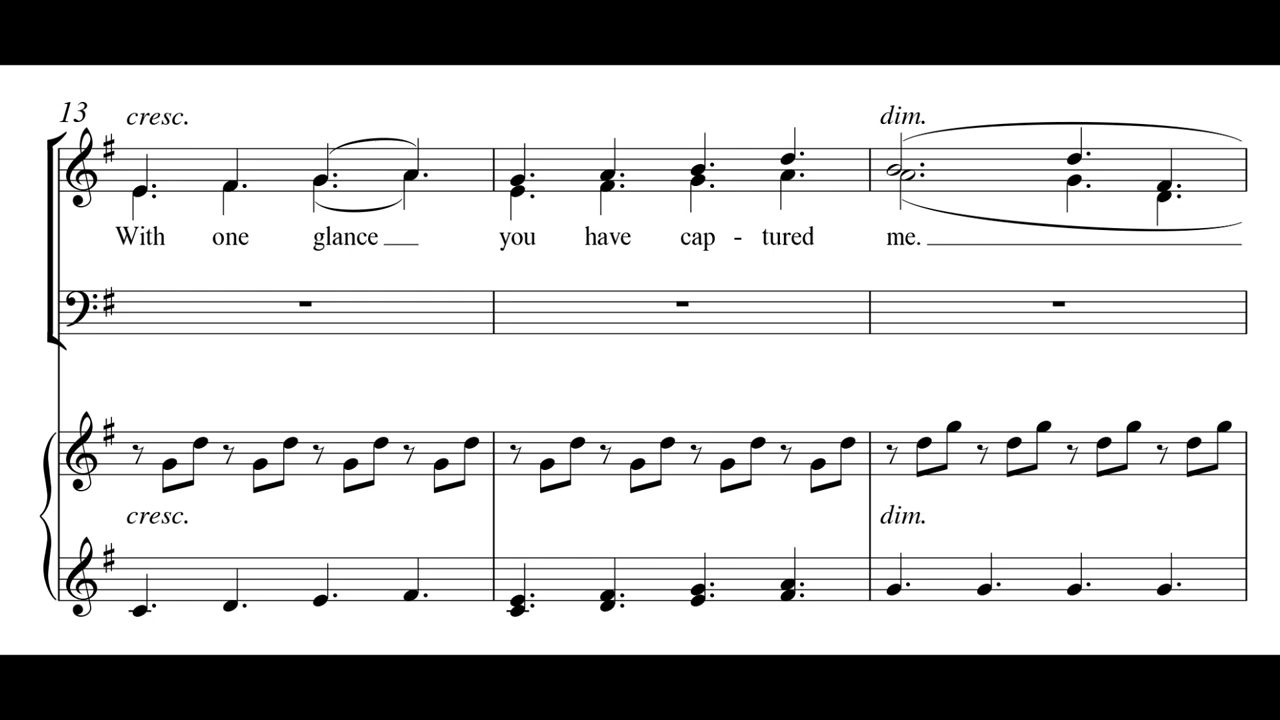 13 cresc. dim.
With one glance you have cap - tured me.
cresc. dim.